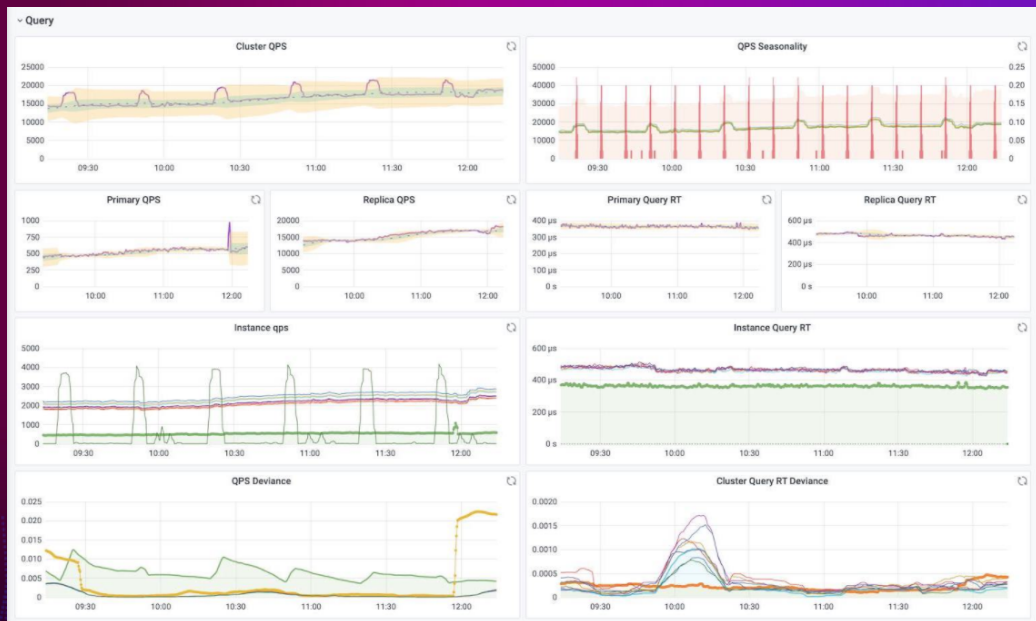 Query
Cluster QPS
25000
20000
15000
10000
5000
0
09:30 10:00 10:30 11:00 11:30 12:00
QPS Seasonality
50000 0.25
40000 0.20
30000 0.15
20000 0.10
10000 0.05
0 0
09:30 10:00 10:30 11:00 11:30 12:00
Primary QPS
1000
750
500
250
0
10:00 11:00 12:00
Replica QPS
20000
15000
10000
5000
0
10:00 11:00 12:00
Primary Query RT
400 µs
300 µs
200 µs
100 µs
0 s
10:00 11:00 12:00
Replica Query RT
600 µs
400 µs
200 µs
0 s
10:00 11:00 12:00
Instance qps
5000
4000
3000
2000
1000
0
09:30 10:00 10:30 11:00 11:30 12:00
Instance Query RT
600 µs
400 µs
200 µs
0 s
09:30 10:00 10:30 11:00 11:30 12:00
QPS Deviance
0.025
0.020
0.015
0.010
0.005
0
09:30 10:00 10:30 11:00 11:30 12:00
Cluster Query RT Deviance
0.0020
0.0015
0.0010
0.0005
0
09:30 10:00 10:30 11:00 11:30 12:00